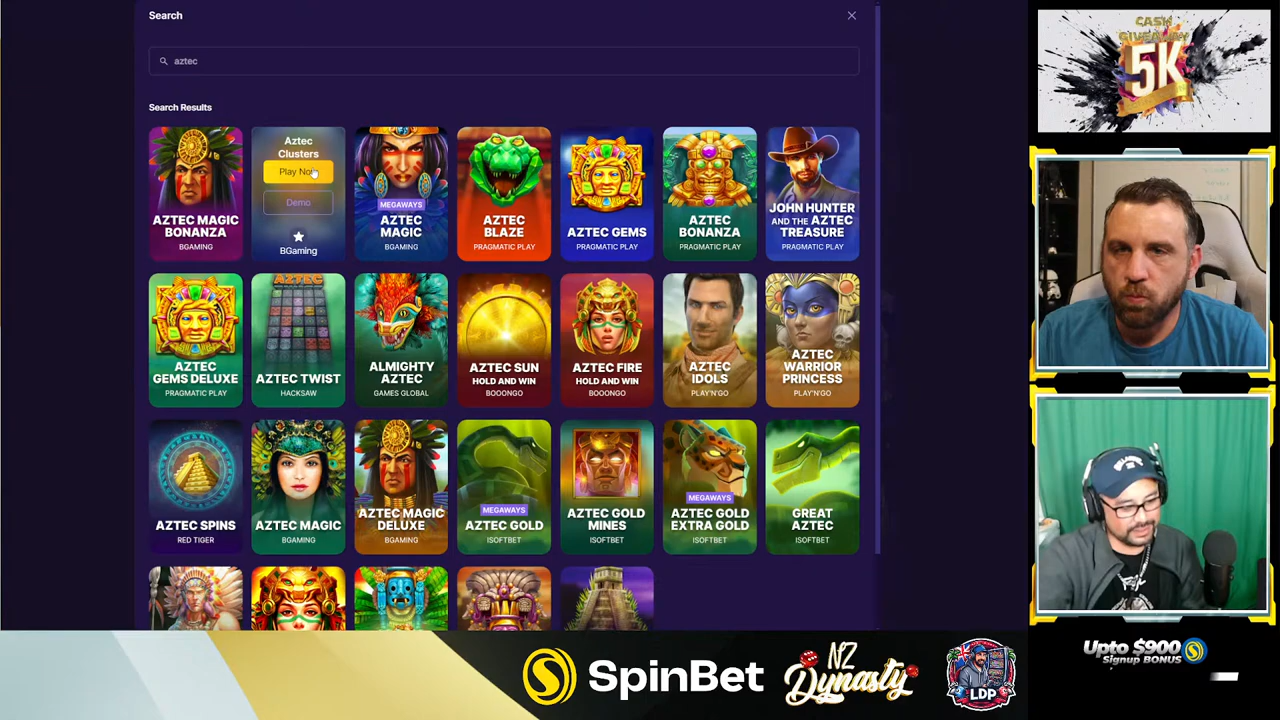 Search
aztec
Search Results
AZTEC MAGIC
BONANZA
BGAMING
Aztec
Clusters
Play Now
Demo
BGaming
MEGAWAYS
AZTEC
MAGIC
BGAMING
AZTEC
BLAZE
PRAGMATIC PLAY
AZTEC GEMS
PRAGMATIC PLAY
AZTEC
BONANZA
PRAGMATIC PLAY
JOHN HUNTER
AND THE AZTEC
TREASURE
PRAGMATIC PLAY
AZTEC
GEMS DELUXE
PRAGMATIC PLAY
AZTEC
AZTEC TWIST
HACKSAW
ALMIGHTY
AZTEC
GAMES GLOBAL
AZTEC SUN
HOLD AND WIN
BOOONGO
AZTEC FIRE
HOLD AND WIN
BOOONGO
AZTEC
IDOLS
PLAY'N'GO
AZTEC
WARRIOR
PRINCESS
PLAY'N'GO
AZTEC SPINS
RED TIGER
AZTEC MAGIC
BGAMING
AZTEC MAGIC
DELUXE
BGAMING
MEGAWAYS
AZTEC GOLD
ISOFTBET
AZTEC GOLD
MINES
ISOFTBET
MEGAWAYS
AZTEC GOLD
EXTRA GOLD
ISOFTBET
GREAT
AZTEC
ISOFTBET
CASH
GIVEAWAY
5K
SpinBet
NZ
Dynasty
LDP
Upto $900
Signup BONUS